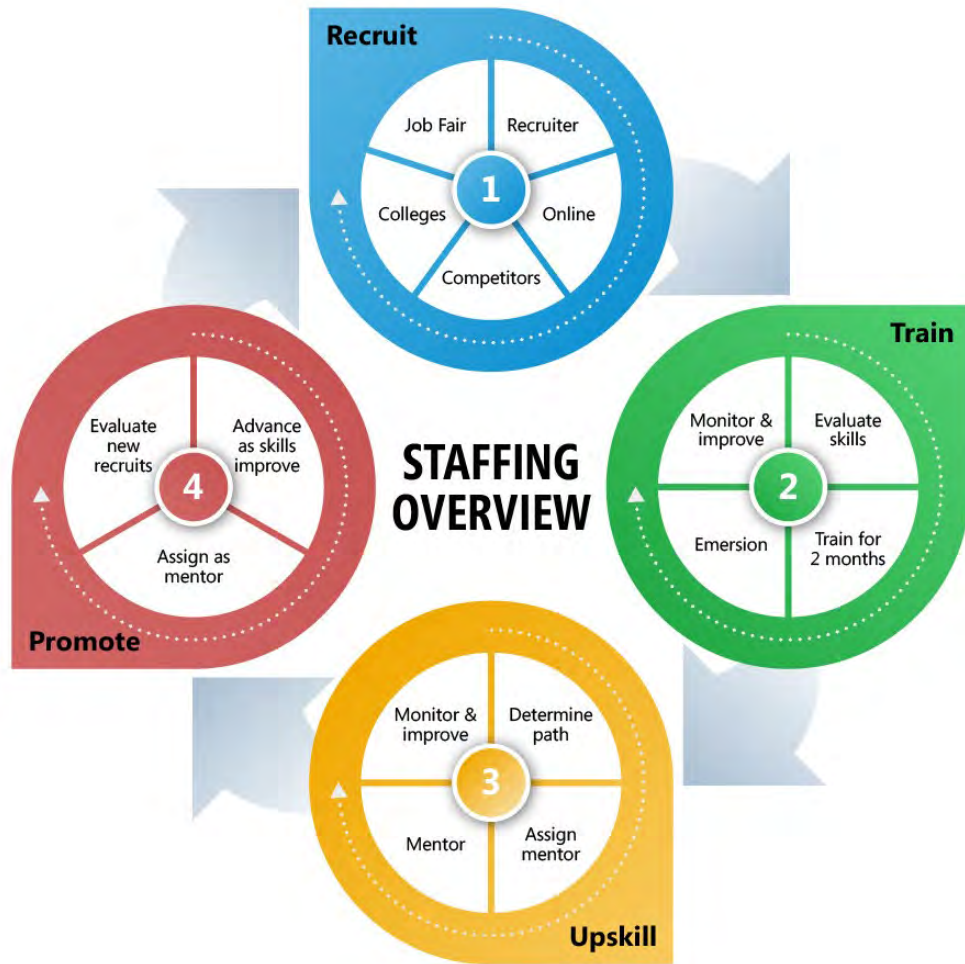 Recruit
Job Fair
Recruiter
Colleges
1
Online
Competitors
Train
Monitor &
improve
Evaluate
skills
2
Emersion
Train for
2 months
STAFFING
OVERVIEW
Evaluate
new
recruits
Advance
as skills
improve
4
Assign as
mentor
Promote
Monitor &
improve
Determine
path
3
Mentor
Assign
mentor
Upskill